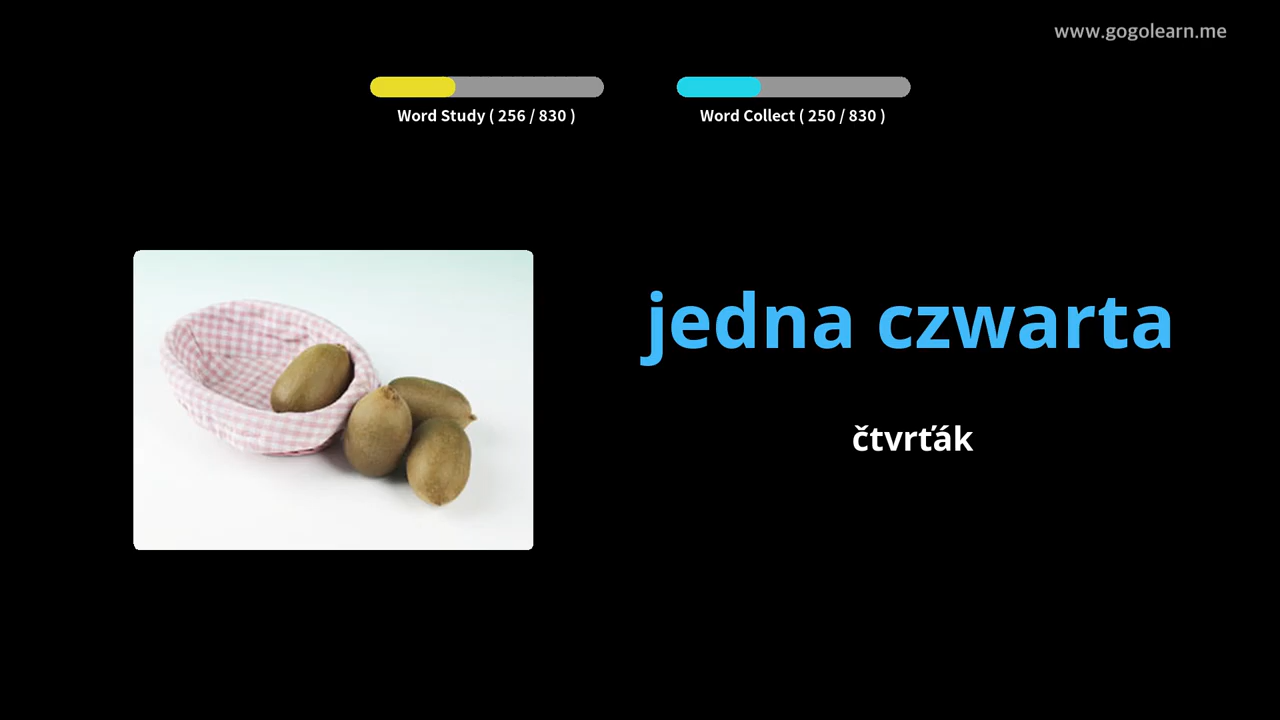 www.gogolearn.me
Word Study ( 256 / 830 )
Word Collect ( 250 / 830 )
jedna czwarta
čtvrťák